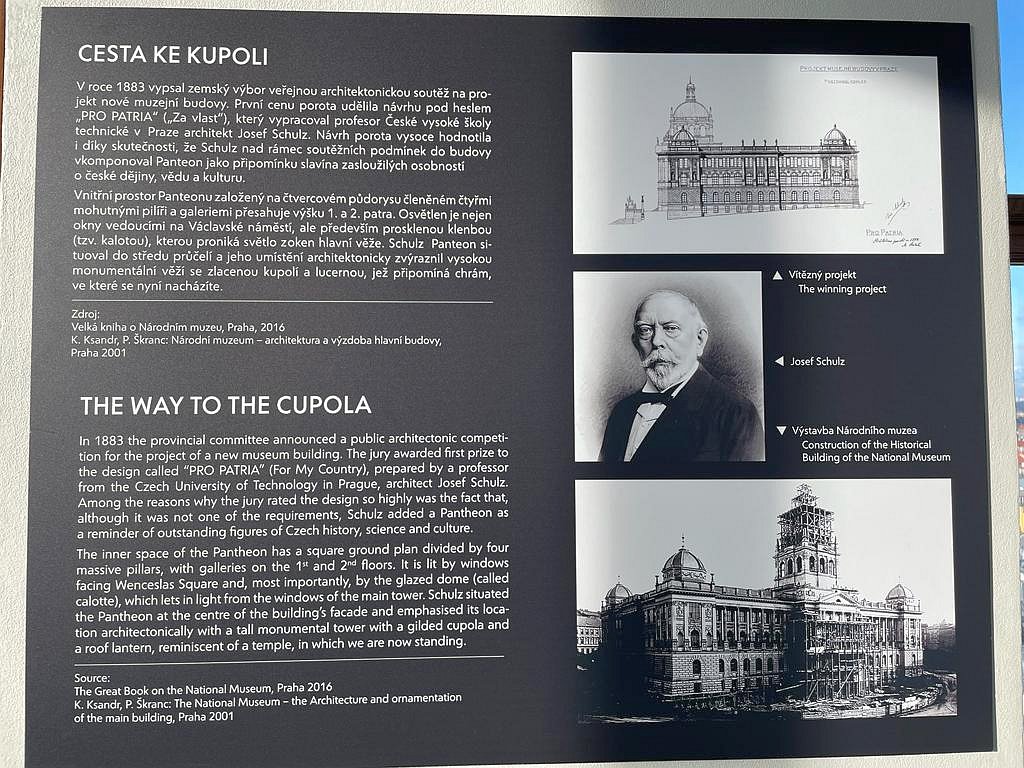 CESTA KE KUPOLI
V roce 1883 vypsal zemský výbor veřejnou architektonickou soutěž na pro-
jekt nové muzejní budovy. První cenu porota udělila návrhu pod heslem
„PRO PATRIA“ („Za vlast“), který vypracoval profesor České vysoké školy
technické v Praze architekt Josef Schulz. Návrh porota vysoce hodnotila
i díky skutečnosti, že Schulz nad rámec soutěžních podmínek do budovy
vkomponoval Panteon jako připomínku slavína zasloužilých osobností
o české dějiny, vědu a kulturu.
Vnitřní prostor Panteonu založený na čtvercovém půdorysu členěném čtyřmi
mohutnými pilíři a galeriemi přesahuje výšku 1. a 2. patra. Osvětlen je nejen
okny vedoucími na Václavské náměstí, ale především prosklenou klenbou
(tzv. kalotou), kterou proniká světlo zoken hlavní věže. Schulz Panteon si-
tuoval do středu průčelí a jeho umístění architektonicky zvýraznil vysokou
monumentální věží se zlacenou kupolí a lucernou, jež připomíná chrám,
ve které se nyní nacházíte.
Zdroj:
Velká kniha o Národním muzeu, Praha, 2016
K. Ksandr, P. Škranc: Národní muzeum – architektura a výzdoba hlavní budovy,
Praha 2001
THE WAY TO THE CUPOLA
In 1883 the provincial committee announced a public architectonic competi-
tion for the project of a new museum building. The jury awarded first prize to
the design called “PRO PATRIA” (For My Country), prepared by a professor
from the Czech University of Technology in Prague, architect Josef Schulz.
Among the reasons why the jury rated the design so highly was the fact that,
although it was not one of the requirements, Schulz added a Pantheon as
a reminder of outstanding figures of Czech history, science and culture.
The inner space of the Pantheon has a square ground plan divided by four
massive pillars, with galleries on the 1st and 2nd floors. It is lit by windows
facing Wenceslas Square and, most importantly, by the glazed dome (called
calotte), which lets in light from the windows of the main tower. Schulz situated
the Pantheon at the centre of the building’s facade and emphasised its loca-
tion architectonically with a tall monumental tower with a gilded cupola and
a roof lantern, reminiscent of a temple, in which we are now standing.
Source:
The Great Book on the National Museum, Praha 2016
K. Ksandr, P. Škranc: The National Museum – the Architecture and ornamentation
of the main building, Praha 2001
PRO PATRIA
Vítězný projekt
The winning project
Josef Schulz
Výstavba Národního muzea
Construction of the Historical
Building of the National Museum